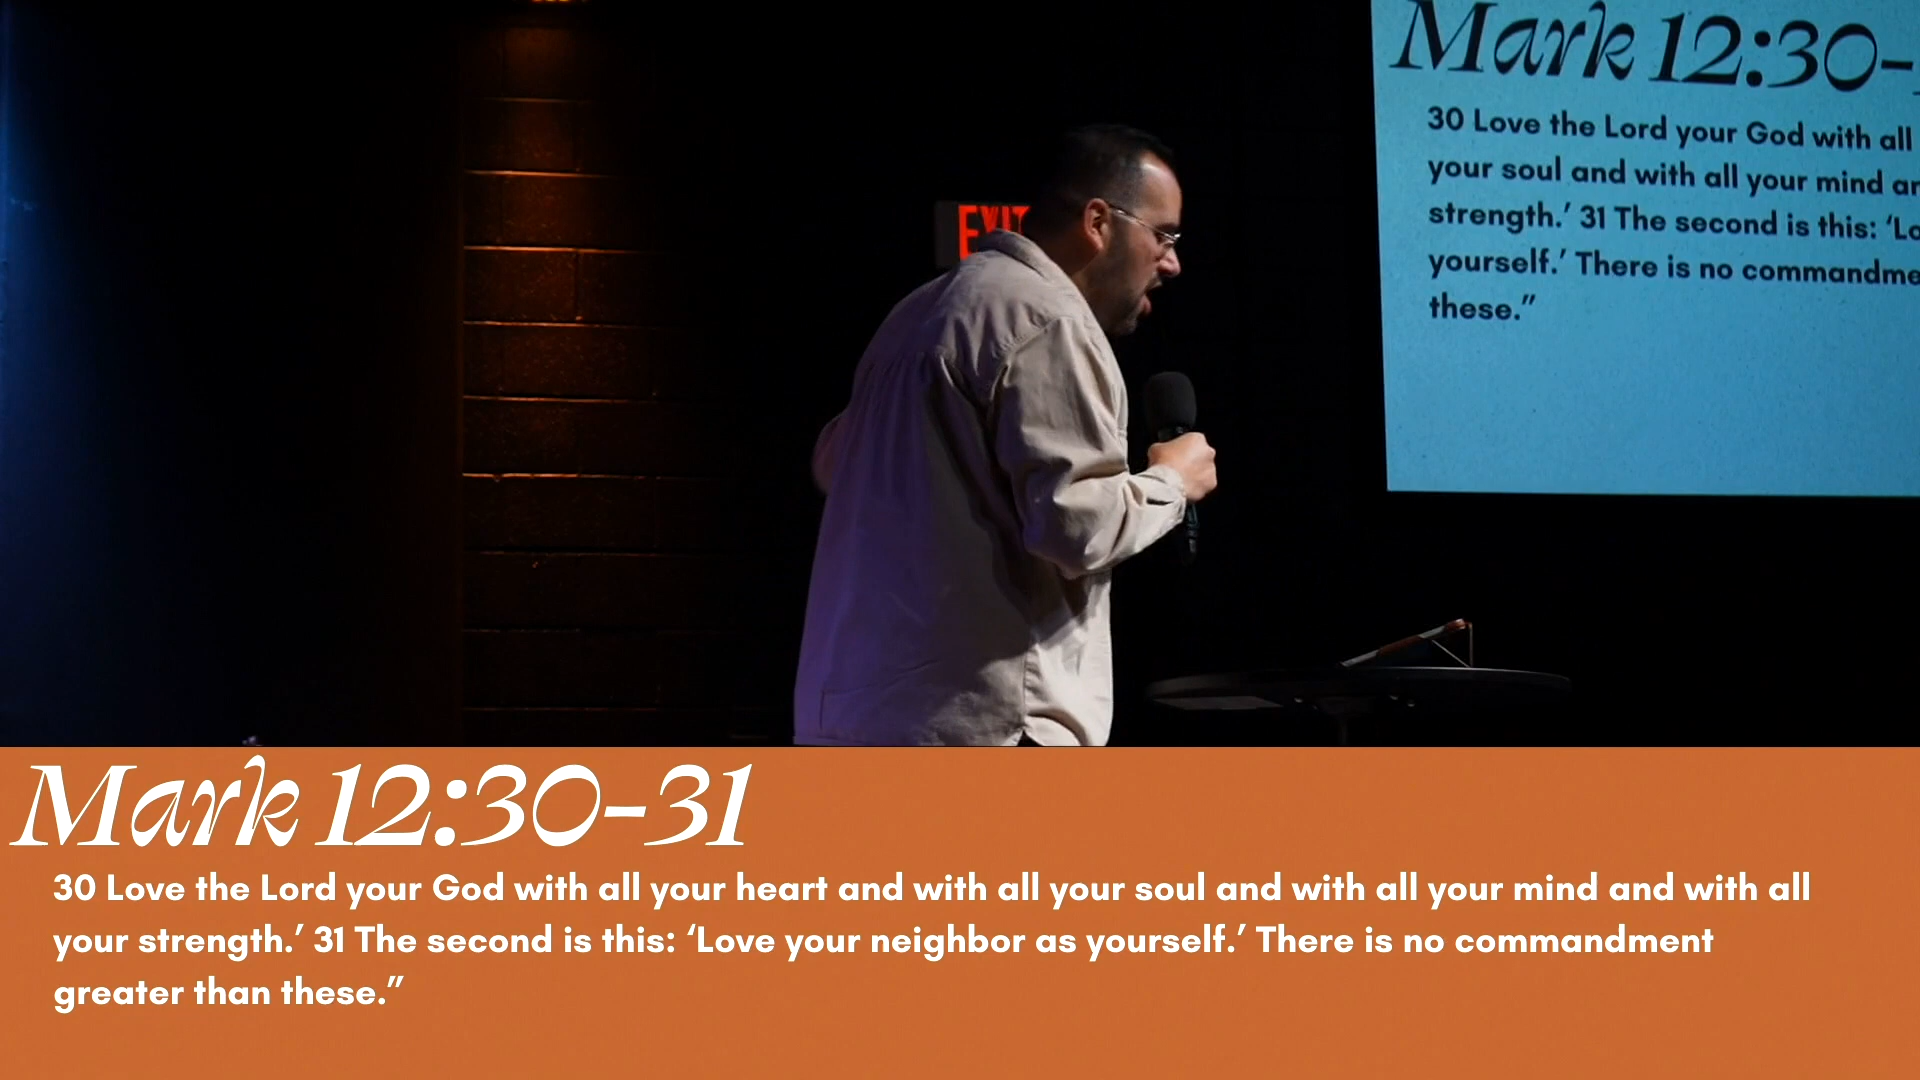 EXIT
Mark 12:30-
30 Love the Lord your God with all
your soul and with all your mind
strength.’ 31 The second is this:
yourself.’ There is no
these.”
Mark 12:30-31
30 Love the Lord your God with all your heart and with all your soul and with all your mind and with all
your strength.’ 31 The second is this: ‘Love your neighbor as yourself.’ There is no commandment
greater than these.”